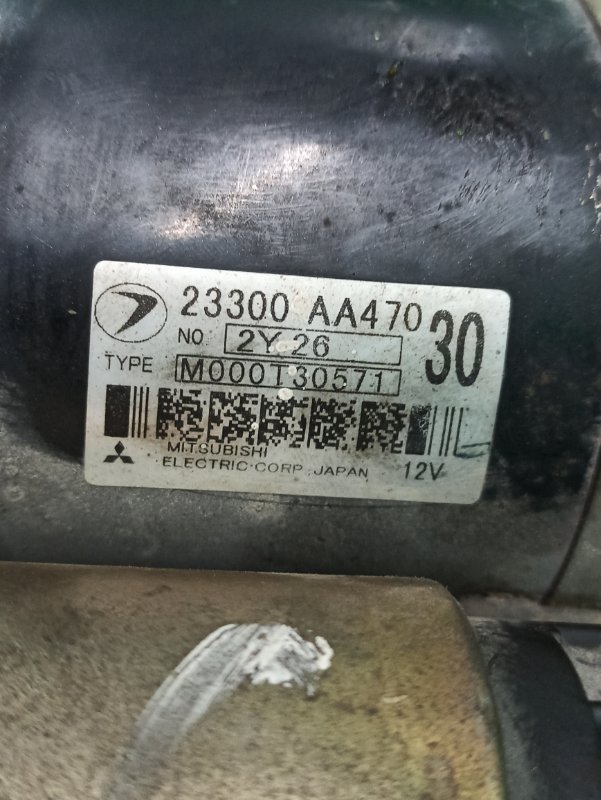 23300 AA470
30
NO 2Y 26
TYPE M000T30571
MITSUBISHI
ELECTRIC CORP. JAPAN 12V